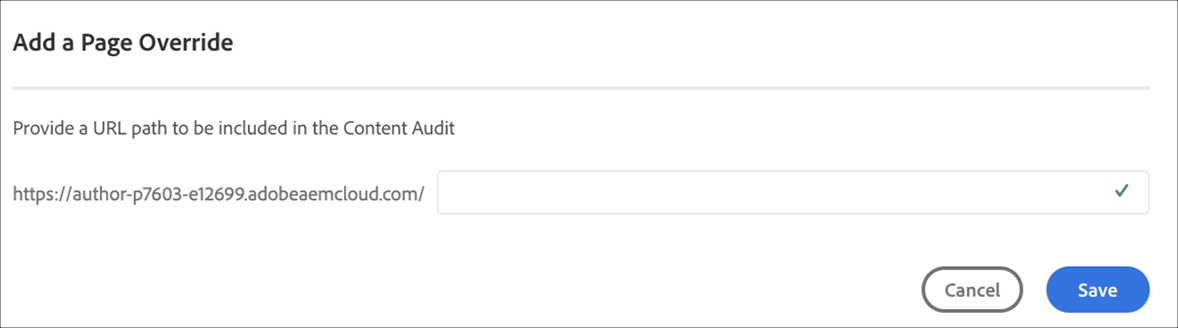 Add a Page Override
Provide a URL path to be included in the Content Audit
https://author-p7603-e12699.adobeaemcloud.com/
Cancel
Save